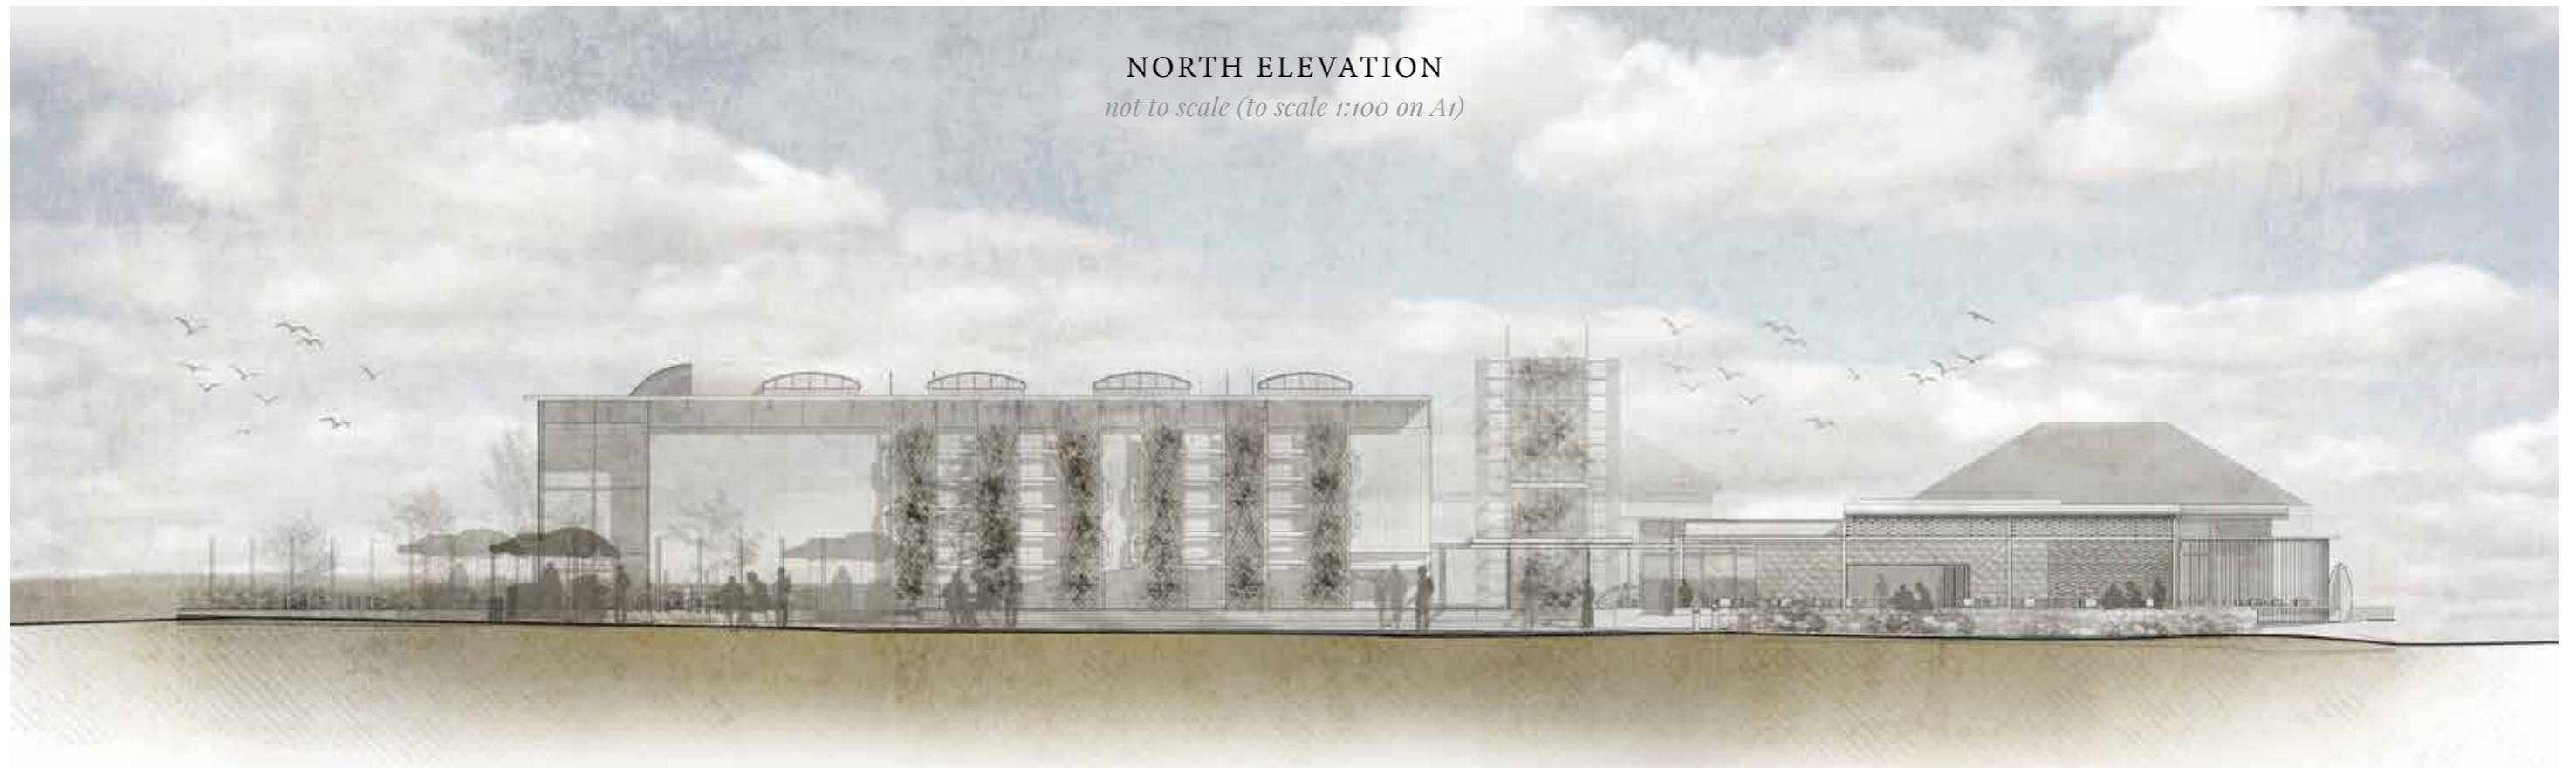 NORTH ELEVATION
not to scale (to scale 1:100 on A1)